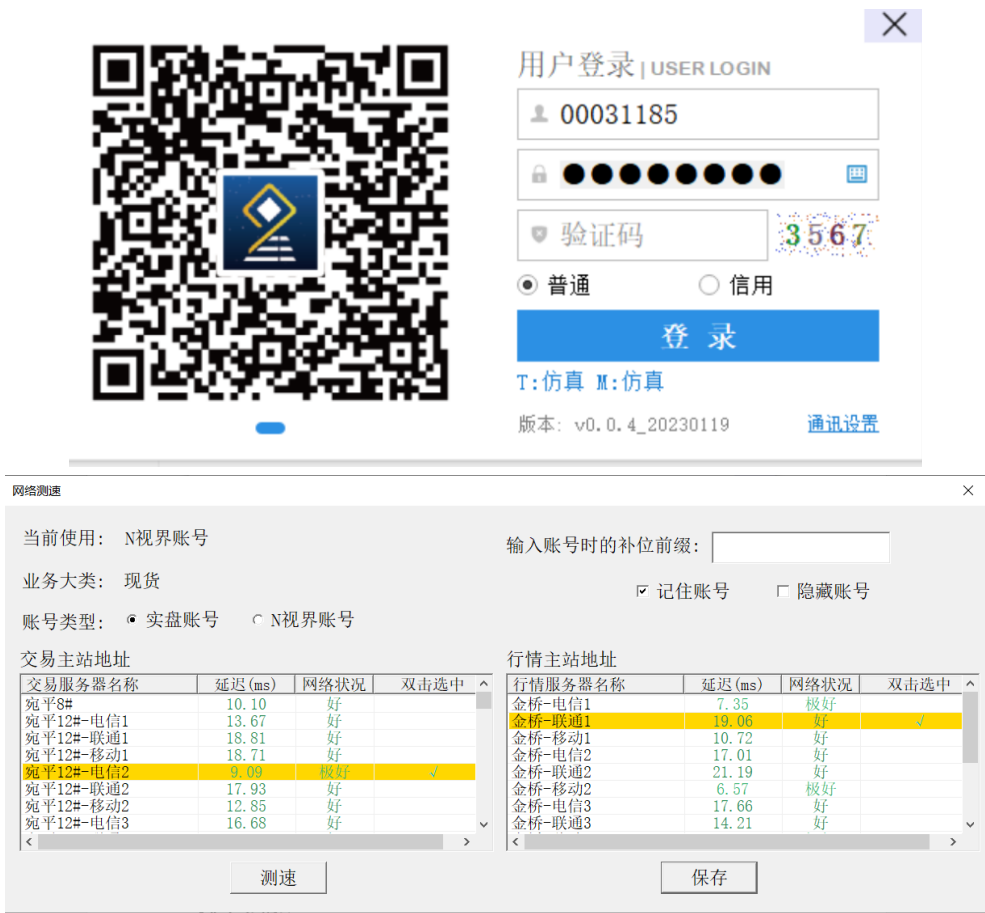 用户登录 | USER LOGIN
00031185
验证码 3567
普通 信用
登 录
T:仿真 M:仿真
版本: v0.0.4_20230119 通讯设置
网络测速
当前使用: N视界账号
输入账号时的补位前缀:
业务大类: 现货
记住账号 隐藏账号
账号类型: 实盘账号 N视界账号
交易主站地址
交易服务器名称 延迟(ms) 网络状况 双击选中
宛平8# 10.10 好
宛平12#-电信1 13.67 好
宛平12#-联通1 18.81 好
宛平12#-移动1 18.71 好
宛平12#-电信2 9.09 极好 √
宛平12#-联通2 17.93 好
宛平12#-移动2 12.85 好
宛平12#-电信3 16.68 好
测速
行情主站地址
行情服务器名称 延迟(ms) 网络状况 双击选中
金桥-电信1 7.35 极好
金桥-联通1 19.06 好 √
金桥-移动1 10.72 好
金桥-电信2 17.01 好
金桥-联通2 21.19 好
金桥-移动2 6.57 极好
金桥-电信3 17.66 好
金桥-联通3 14.21 好
保存